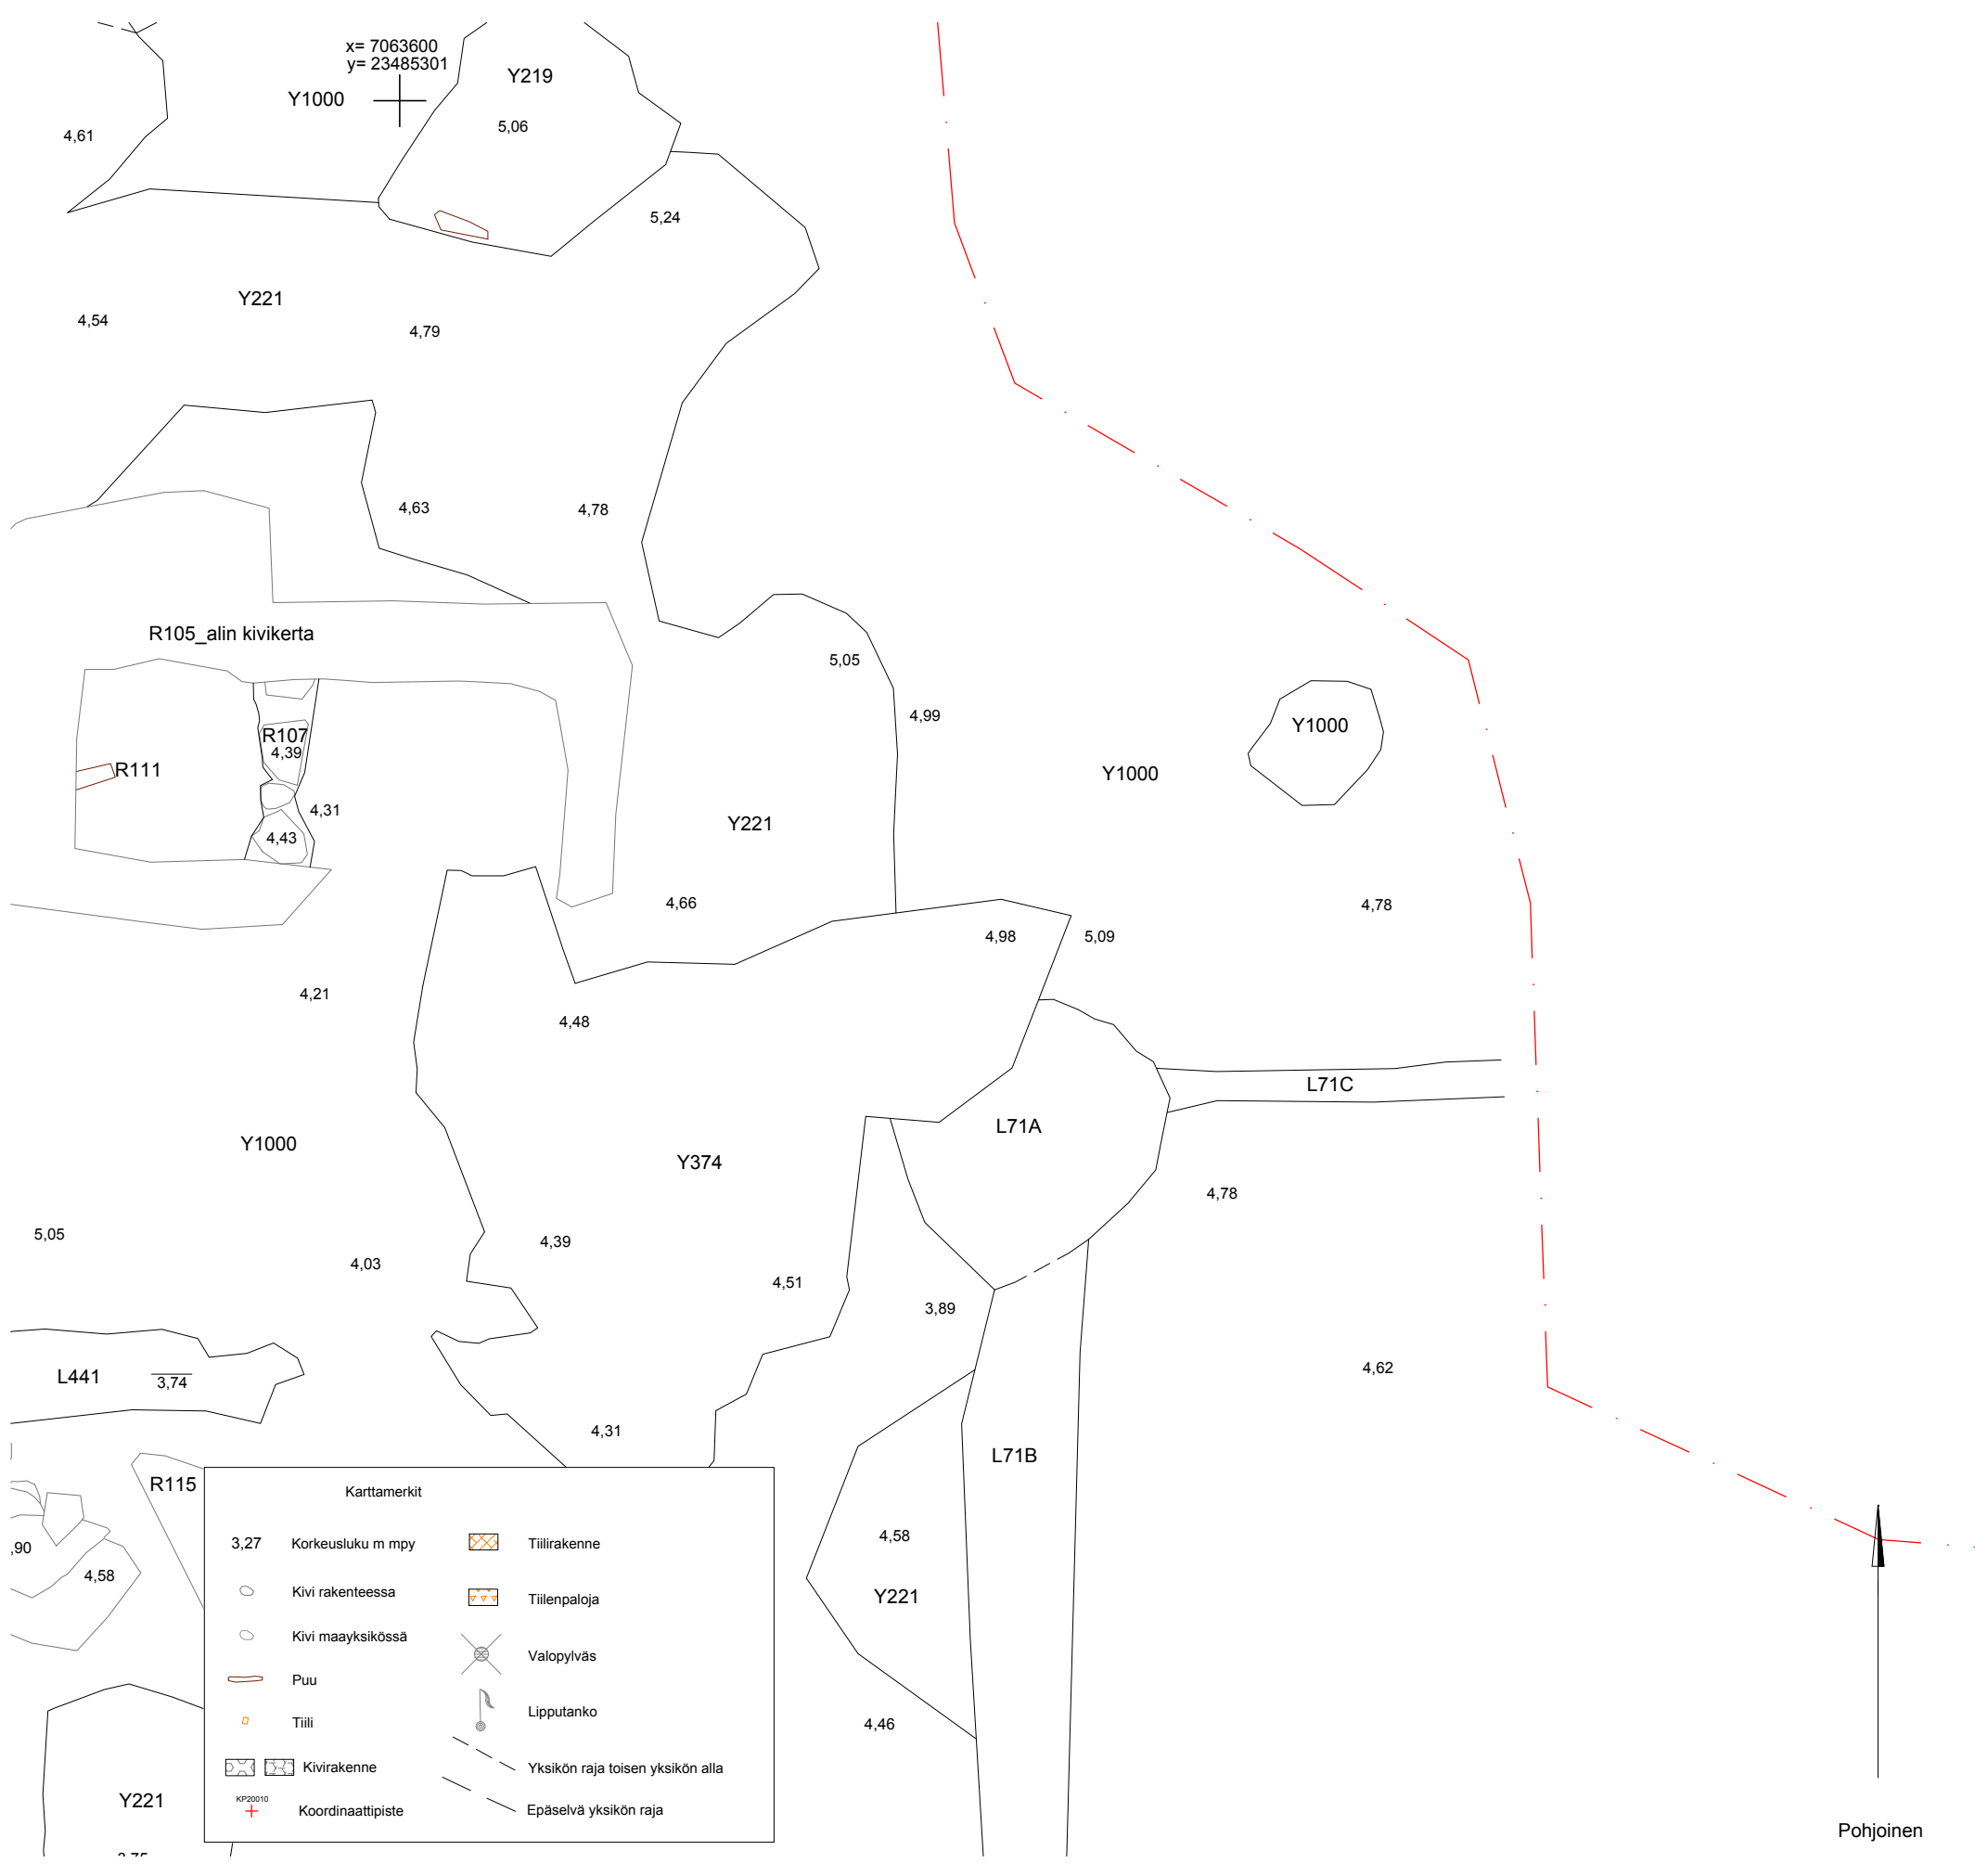 x= 7063600
y= 23485301
Y219
Y1000
5,06
4,61
5,24
Y221
4,54
4,79
4,63
4,78
R105_alin kivikerta
5,05
4,99
Y1000
R107
4,39
R111
Y1000
4,31
Y221
4,43
4,66
4,78
4,98
5,09
4,21
4,48
L71C
L71A
Y1000
Y374
4,78
5,05
4,39
4,03
4,51
3,89
L441
3,74
4,62
4,31
L71B
R115
Karttamerkit
4,58
,90
3,27 Korkeusluku m mpy
Tiilirakenne
4,58
Kivi rakenteessa
Tiilenpaloja
Y221
Kivi maayksikössä
Valopylväs
Puu
Lipputanko
Tiili
4,46
Kivirakenne
Yksikön raja toisen yksikön alla
Y221
KP20010
Koordinaattipiste
Epäselvä yksikön raja
Pohjoinen